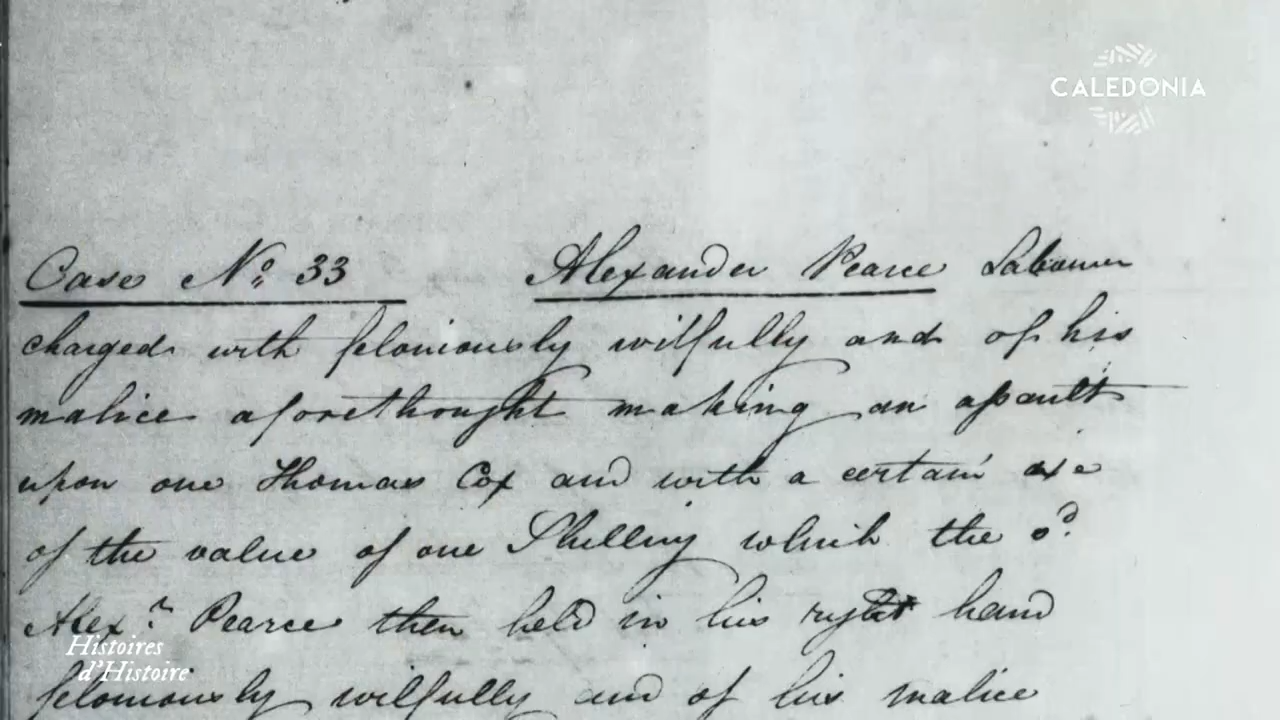 CALEDONIA
Case No. 33 Alexander Pearce Labourer
charged with feloniously wilfully and of his
malice aforethought making an assault
upon one Thomas Cox and with a certain axe
of the value of one Shilling which the sd.
Alexr. Pearce then held in his right hand
Histoires
d'Histoire
feloniously wilfully and of his malice